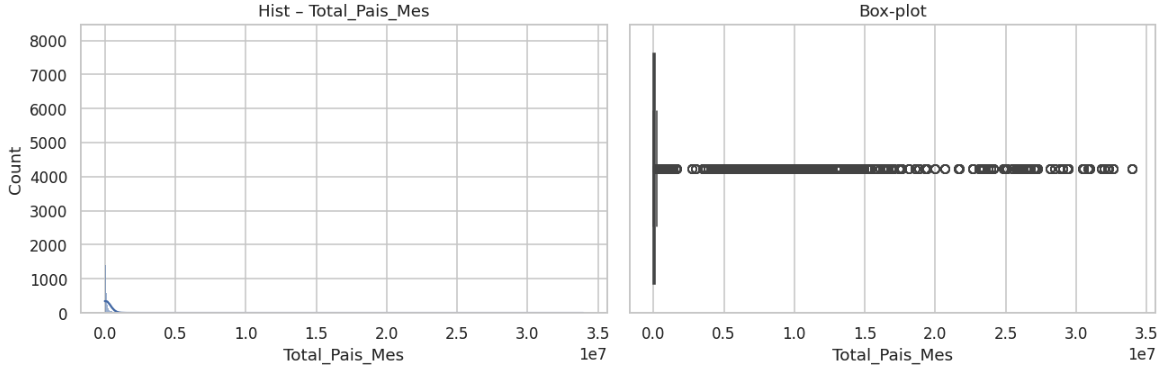 Hist – Total_Pais_Mes
8000
7000
6000
5000
4000
3000
2000
1000
0
Count
0.0 0.5 1.0 1.5 2.0 2.5 3.0 3.5
1e7
Total_Pais_Mes
Box-plot
0.0 0.5 1.0 1.5 2.0 2.5 3.0 3.5
1e7
Total_Pais_Mes